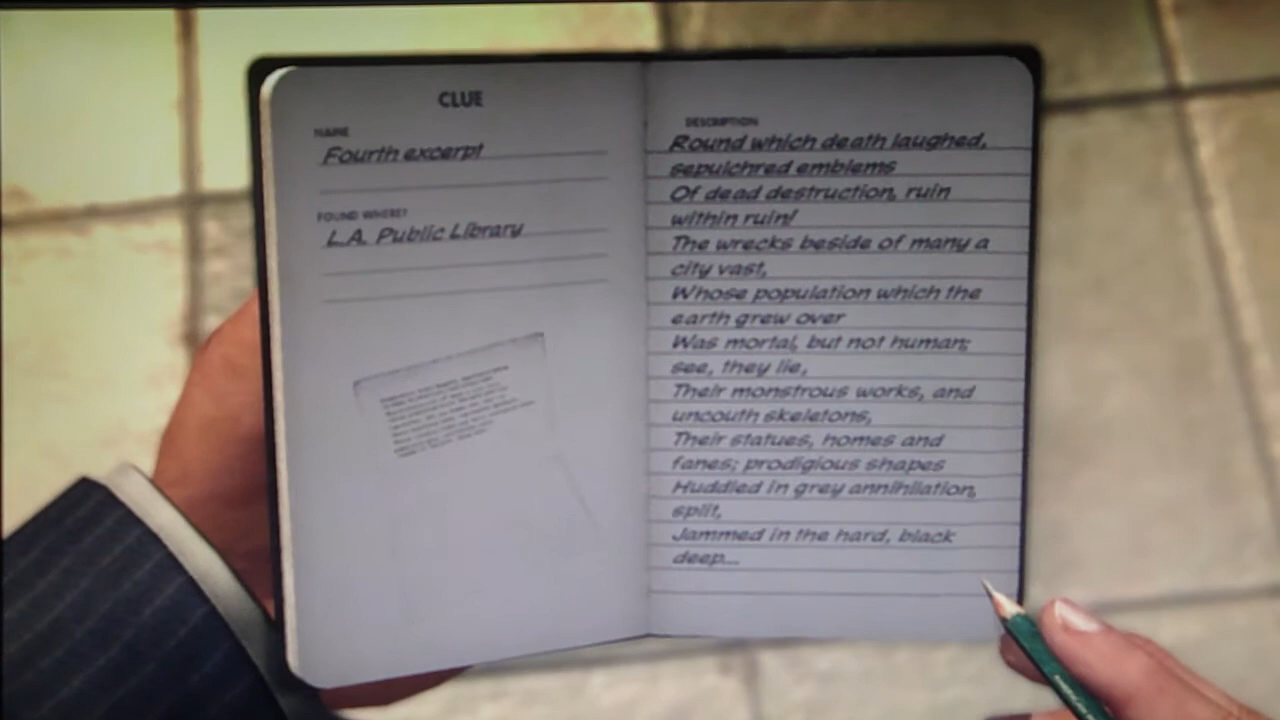 CLUE
NAME
Fourth excerpt
FOUND WHERE?
L.A. Public Library
DESCRIPTION
Round which death laughed,
sepulchred emblems
Of dead destruction, ruin
within ruin!
The wrecks beside of many a
city vast,
Whose population which the
earth grew over
Was mortal, but not human;
see, they lie,
Their monstrous works, and
uncouth skeletons,
Their statues, homes and
fanes; prodigious shapes
Huddled in grey annihilation,
split,
Jammed in the hard, black
deep...